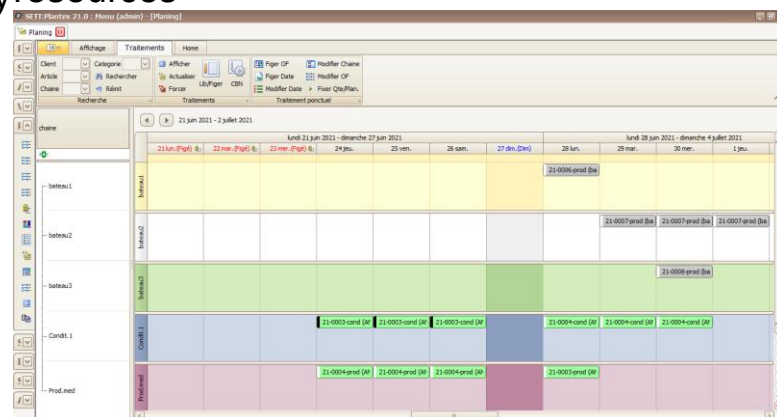 yresources
SETT:Plantex 21.0 : Menu (admin) - [Planing]
Planing
Affichage Traitements Home
Client Categorie Afficher Figer OF Modifier Chaine
Article Rechercher Actualiser Lib/Figer CBN Figer Date Modifier OF
Chaine Réinit Forcer Modifier Date Fixer Qte/Plan.
Recherche Traitements Traitement ponctuel
chaine 21 juin 2021 - 2 juillet 2021
lundi 21 juin 2021 - dimanche 27 juin 2021 lundi 28 juin 2021 - dimanche 4 juillet 2021
21 lun.(Figé) 22 mar.(Figé) 23 mer.(Figé) 24 jeu. 25 ven. 26 sam. 27 dim.(Dim) 28 lun. 29 mar. 30 mer. 1 jeu.
bateau1 bateau1 21-0006-prod (ba
bateau2 bateau2 21-0007-prod (ba 21-0007-prod (ba 21-0007-prod (ba
bateau3 bateau3 21-0008-prod (ba
Condit.1 Condit.1 21-0003-cond (AF 21-0003-cond (AF 21-0003-cond (AF 21-0004-cond (AF 21-0004-cond (AF 21-0004-cond (AF
Prod.med Prod.med 21-0004-prod (AF 21-0004-prod (AF 21-0004-prod (AF 21-0003-prod (AF